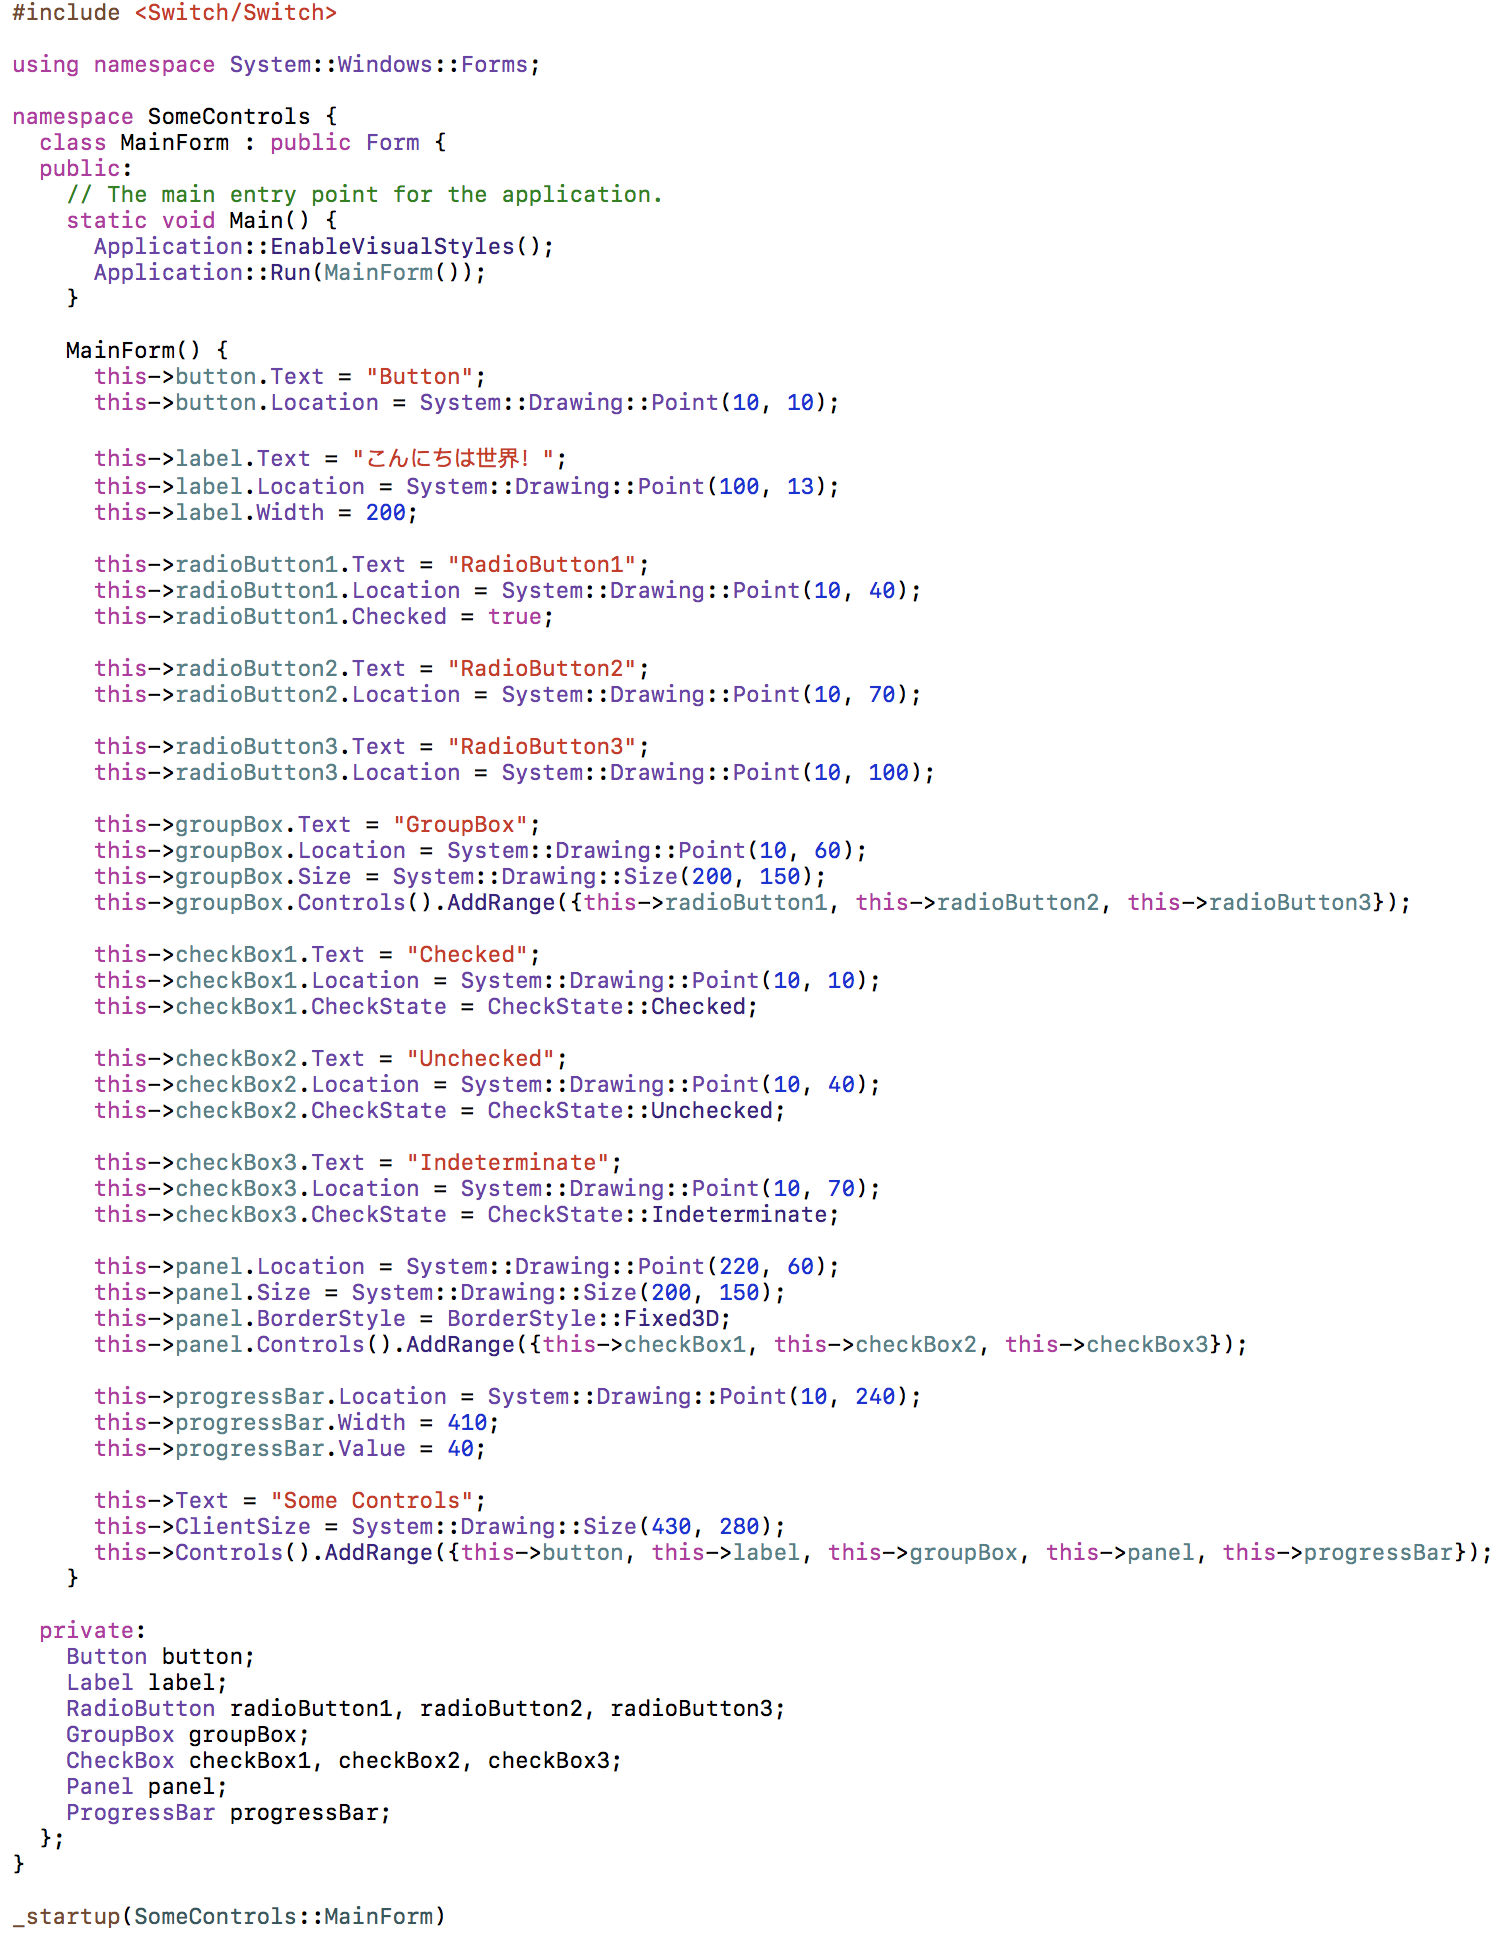 #include <Switch/Switch>
using namespace System::Windows::Forms;
namespace SomeControls {
  class MainForm : public Form {
  public:
    // The main entry point for the application.
    static void Main() {
      Application::EnableVisualStyles();
      Application::Run(MainForm());
    }
    MainForm() {
      this->button.Text = "Button";
      this->button.Location = System::Drawing::Point(10, 10);
      this->label.Text = "こんにちは世界！";
      this->label.Location = System::Drawing::Point(100, 13);
      this->label.Width = 200;
      this->radioButton1.Text = "RadioButton1";
      this->radioButton1.Location = System::Drawing::Point(10, 40);
      this->radioButton1.Checked = true;
      this->radioButton2.Text = "RadioButton2";
      this->radioButton2.Location = System::Drawing::Point(10, 70);
      this->radioButton3.Text = "RadioButton3";
      this->radioButton3.Location = System::Drawing::Point(10, 100);
      this->groupBox.Text = "GroupBox";
      this->groupBox.Location = System::Drawing::Point(10, 60);
      this->groupBox.Size = System::Drawing::Size(200, 150);
      this->groupBox.Controls().AddRange({this->radioButton1, this->radioButton2, this->radioButton3});
      this->checkBox1.Text = "Checked";
      this->checkBox1.Location = System::Drawing::Point(10, 10);
      this->checkBox1.CheckState = CheckState::Checked;
      this->checkBox2.Text = "Unchecked";
      this->checkBox2.Location = System::Drawing::Point(10, 40);
      this->checkBox2.CheckState = CheckState::Unchecked;
      this->checkBox3.Text = "Indeterminate";
      this->checkBox3.Location = System::Drawing::Point(10, 70);
      this->checkBox3.CheckState = CheckState::Indeterminate;
      this->panel.Location = System::Drawing::Point(220, 60);
      this->panel.Size = System::Drawing::Size(200, 150);
      this->panel.BorderStyle = BorderStyle::Fixed3D;
      this->panel.Controls().AddRange({this->checkBox1, this->checkBox2, this->checkBox3});
      this->progressBar.Location = System::Drawing::Point(10, 240);
      this->progressBar.Width = 410;
      this->progressBar.Value = 40;
      this->Text = "Some Controls";
      this->ClientSize = System::Drawing::Size(430, 280);
      this->Controls().AddRange({this->button, this->label, this->groupBox, this->panel, this->progressBar});
    }
  private:
    Button button;
    Label label;
    RadioButton radioButton1, radioButton2, radioButton3;
    GroupBox groupBox;
    CheckBox checkBox1, checkBox2, checkBox3;
    Panel panel;
    ProgressBar progressBar;
  };
}
_startup(SomeControls::MainForm)